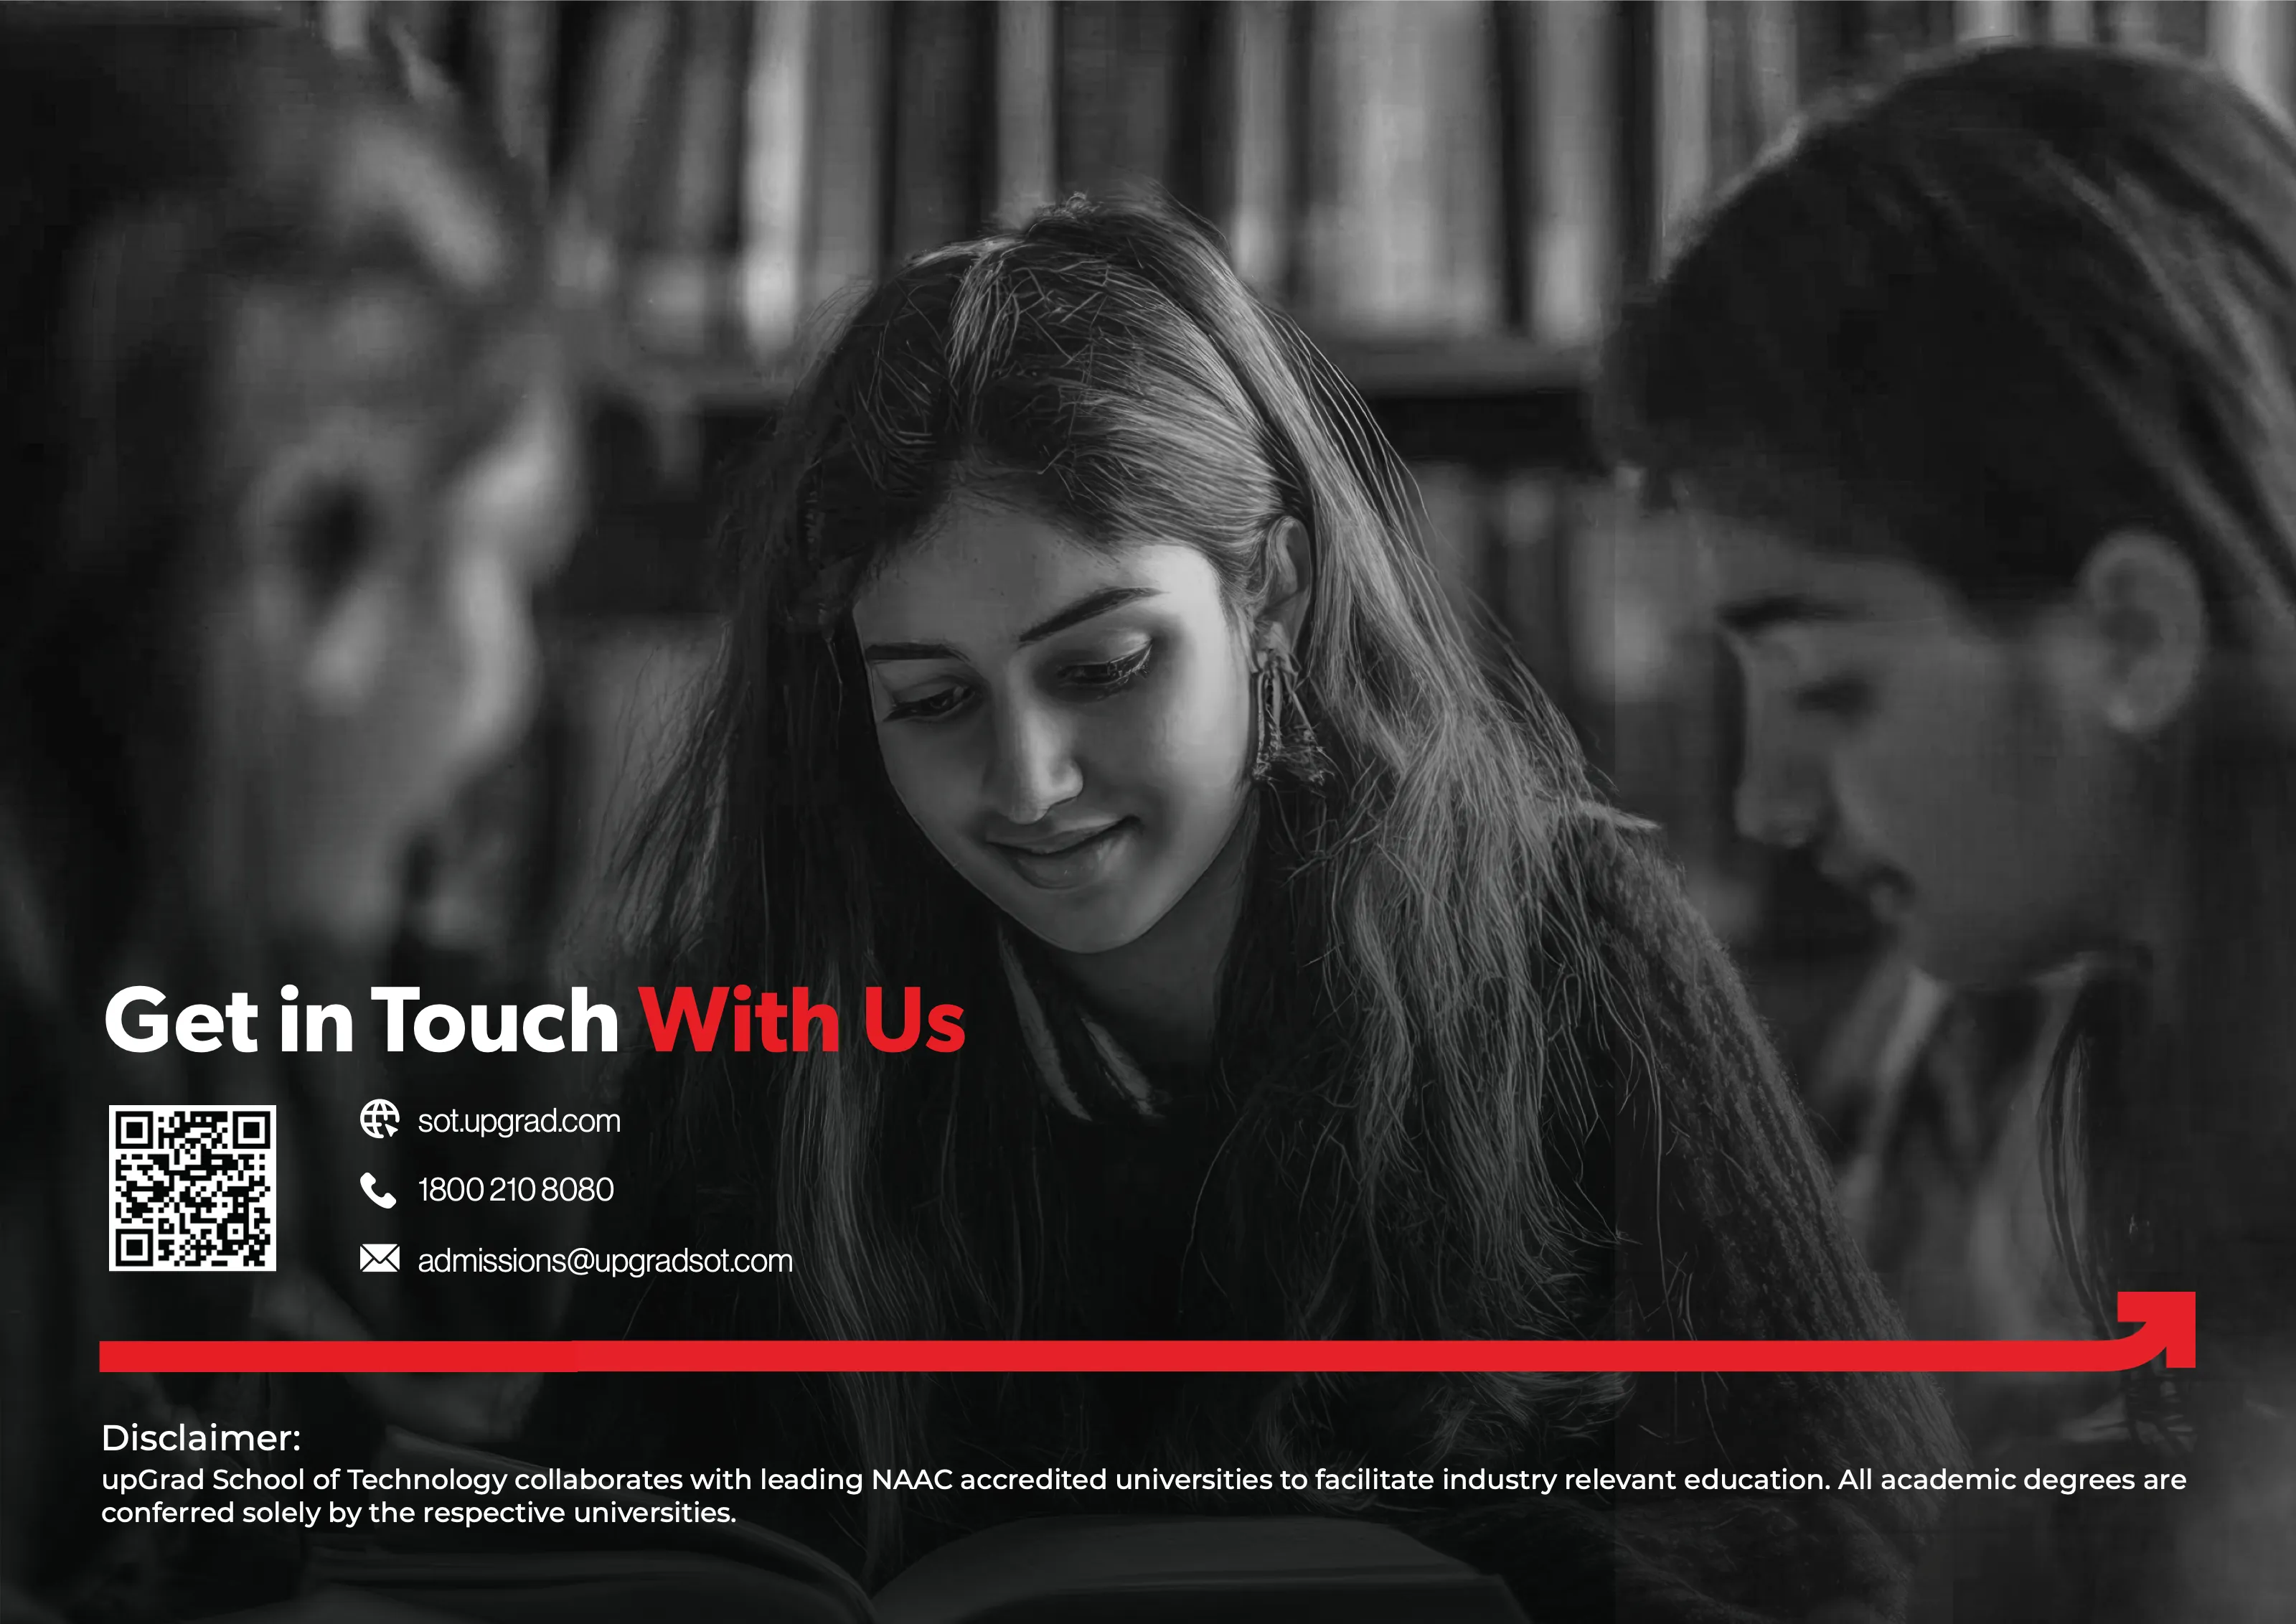 Get in Touch With Us
sot.upgrad.com
1800 210 8080
admissions@upgradsot.com
Disclaimer:
upGrad School of Technology collaborates with leading NAAC accredited universities to facilitate industry relevant education. All academic degrees are
conferred solely by the respective universities.